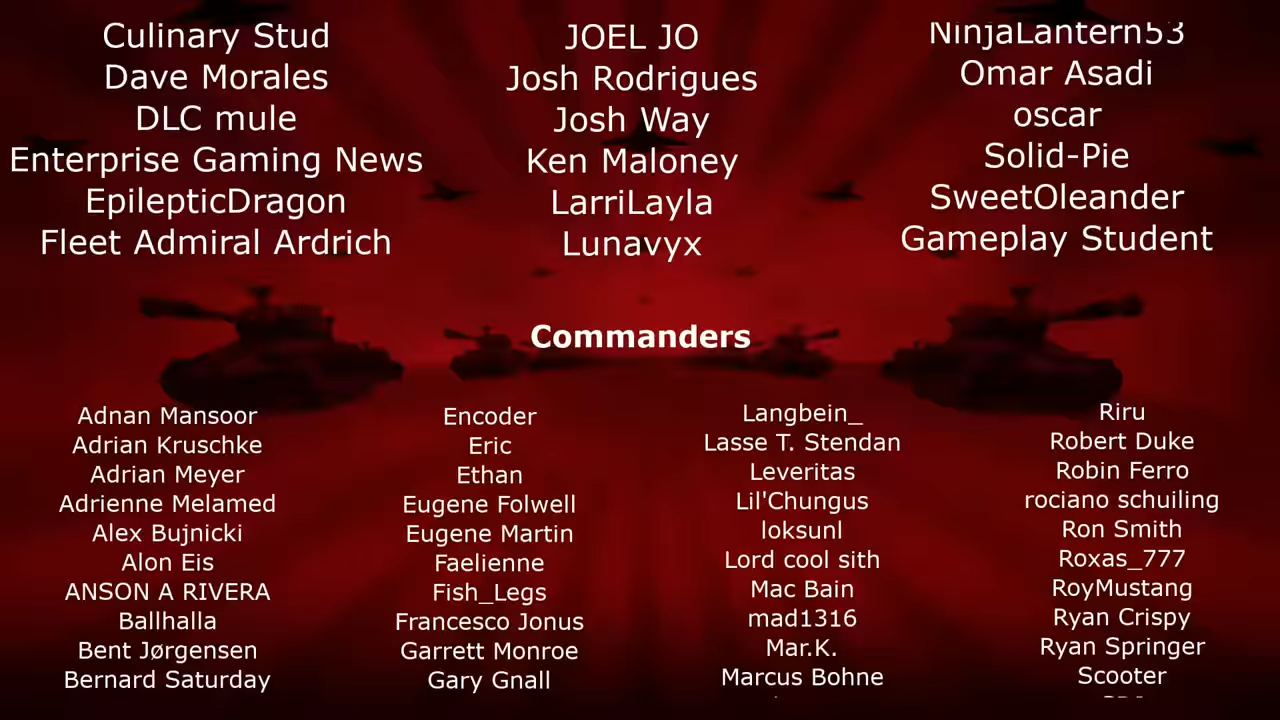 Culinary Stud
Dave Morales
DLC mule
Enterprise Gaming News
EpilepticDragon
Fleet Admiral Ardrich
JOEL JO
Josh Rodrigues
Josh Way
Ken Maloney
LarriLayla
Lunavyx
NinjaLantern53
Omar Asadi
oscar
Solid-Pie
SweetOleander
Gameplay Student
Commanders
Adnan Mansoor
Adrian Kruschke
Adrian Meyer
Adrienne Melamed
Alex Bujnicki
Alon Eis
ANSON A RIVERA
Ballhalla
Bent Jørgensen
Bernard Saturday
Encoder
Eric
Ethan
Eugene Folwell
Eugene Martin
Faelienne
Fish_Legs
Francesco Jonus
Garrett Monroe
Gary Gnall
Langbein_
Lasse T. Stendan
Leveritas
Lil'Chungus
loksunl
Lord cool sith
Mac Bain
mad1316
Mar.K.
Marcus Bohne
Riru
Robert Duke
Robin Ferro
rociano schuiling
Ron Smith
Roxas_777
RoyMustang
Ryan Crispy
Ryan Springer
Scooter